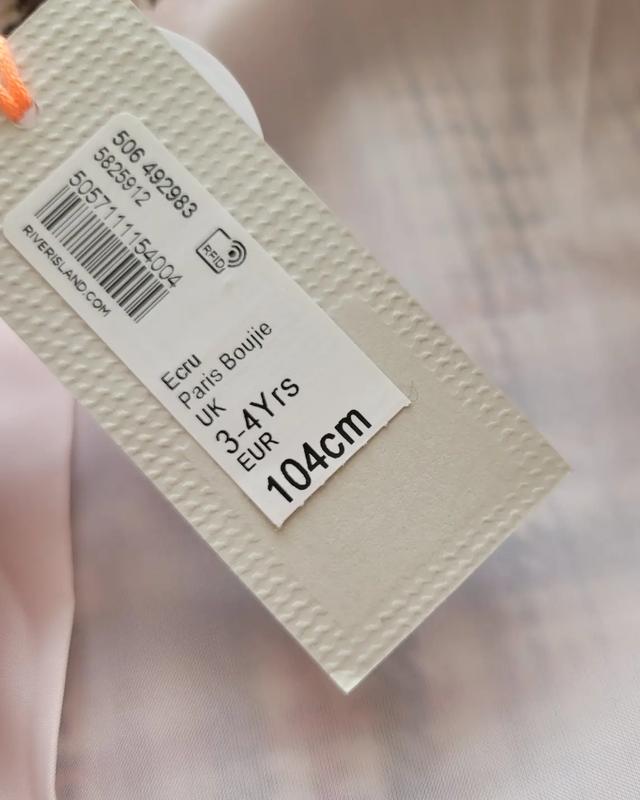 506 492983
5825912
5057111154004
RIVERISLAND.COM
RFID
Ecru
Paris Boujie
UK
3-4Yrs
EUR
104cm